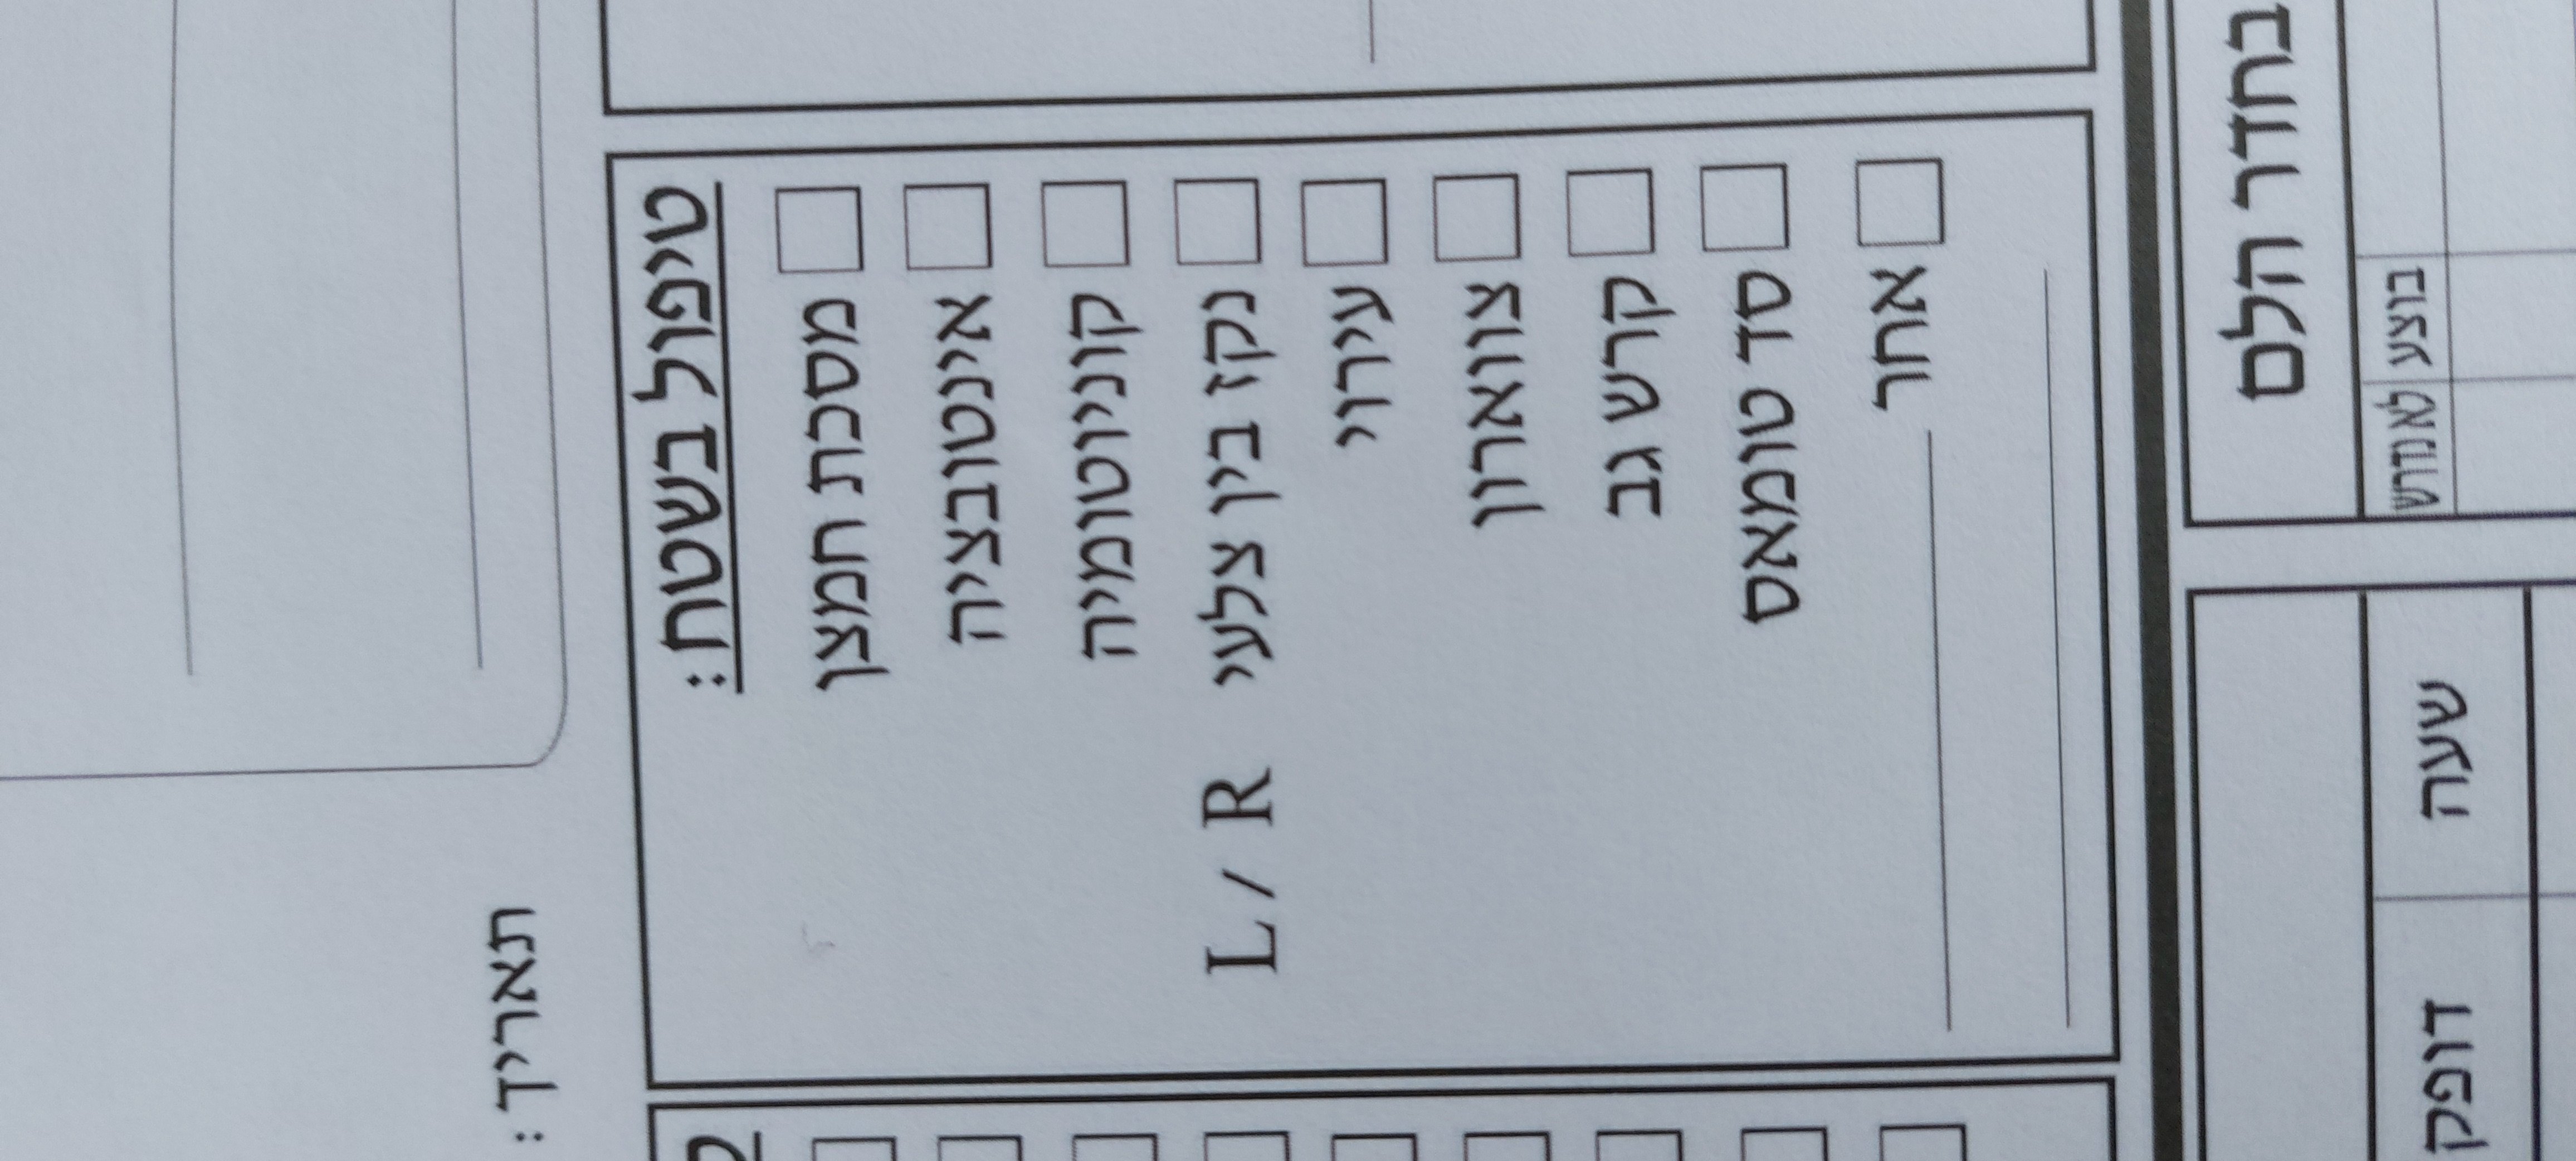 תאריך :
טיפול בשטח :
מסכת חמצן
אינטובציה
קוניוטומיה
נקז בין צלעי R / L
עירוי
צווארון
קרש גב
סד טומאס
אחר
בחדר הלם
בוצע לא נדרש
שעה דופק